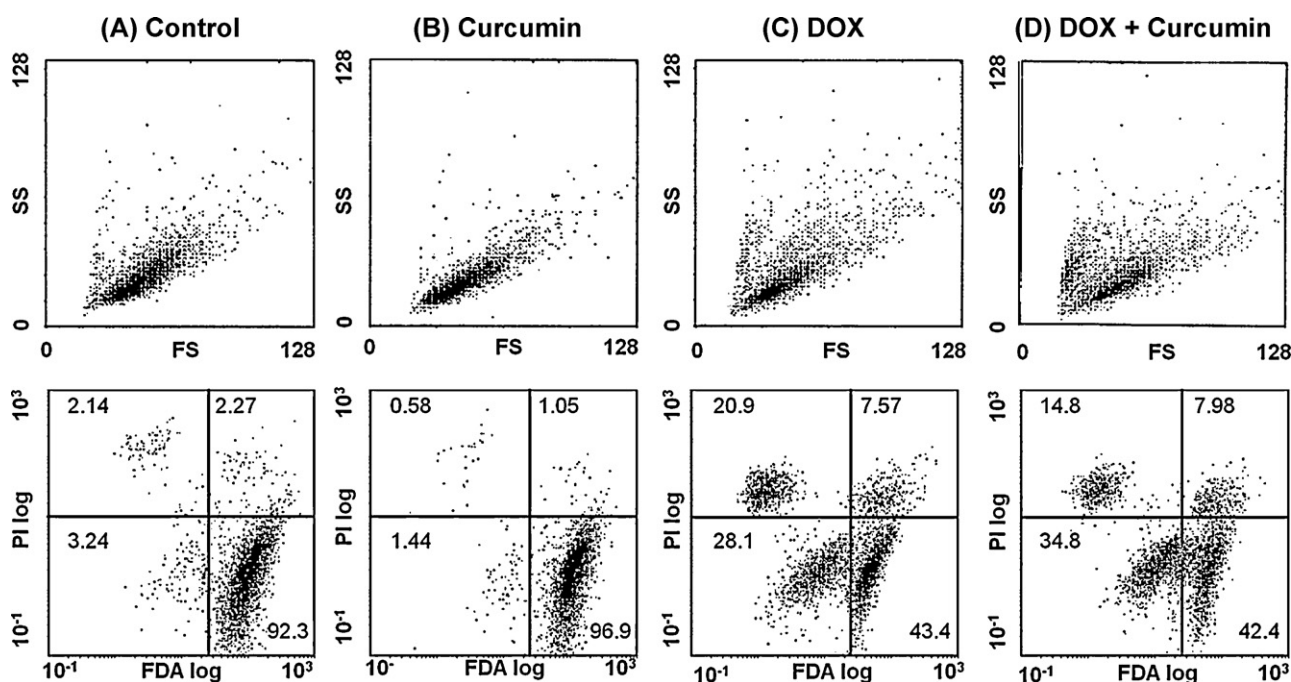 (A) Control
(B) Curcumin
(C) DOX
(D) DOX + Curcumin
128
SS
0
0
FS
128
128
SS
0
0
FS
128
128
SS
0
0
FS
128
128
SS
0
0
FS
128
10³
PI log
10⁻¹
2.14
2.27
3.24
92.3
10⁻¹
FDA log
10³
10³
PI log
10⁻¹
0.58
1.05
1.44
96.9
10⁻
FDA log
10³
10³
PI log
10⁻¹
20.9
7.57
28.1
43.4
10⁻¹
FDA log
10³
10³
PI log
10⁻¹
14.8
7.98
34.8
42.4
10⁻¹
FDA log
10³